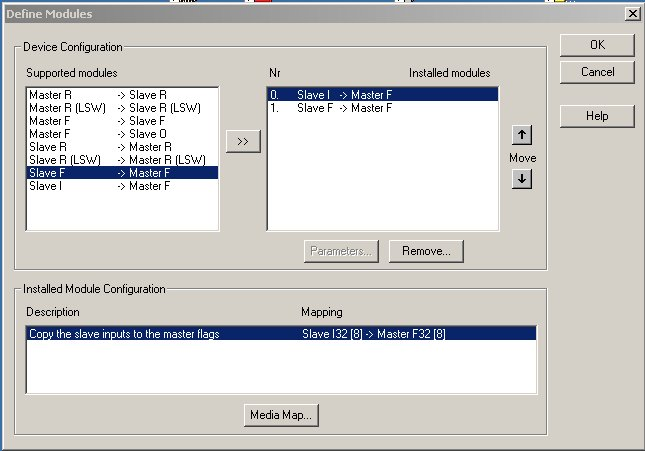 Define Modules
Device Configuration
OK
Cancel
Help
Supported modules
Nr Installed modules
Master R -> Slave R
Master R (LSW) -> Slave R (LSW)
Master F -> Slave F
Master F -> Slave O
Slave R -> Master R
Slave R (LSW) -> Master R (LSW)
Slave F -> Master F
Slave I -> Master F
>>
0. Slave I -> Master F
1. Slave F -> Master F
Move
Parameters...
Remove...
Installed Module Configuration
Description Mapping
Copy the slave inputs to the master flags Slave I32 [8] -> Master F32 [8]
Media Map...